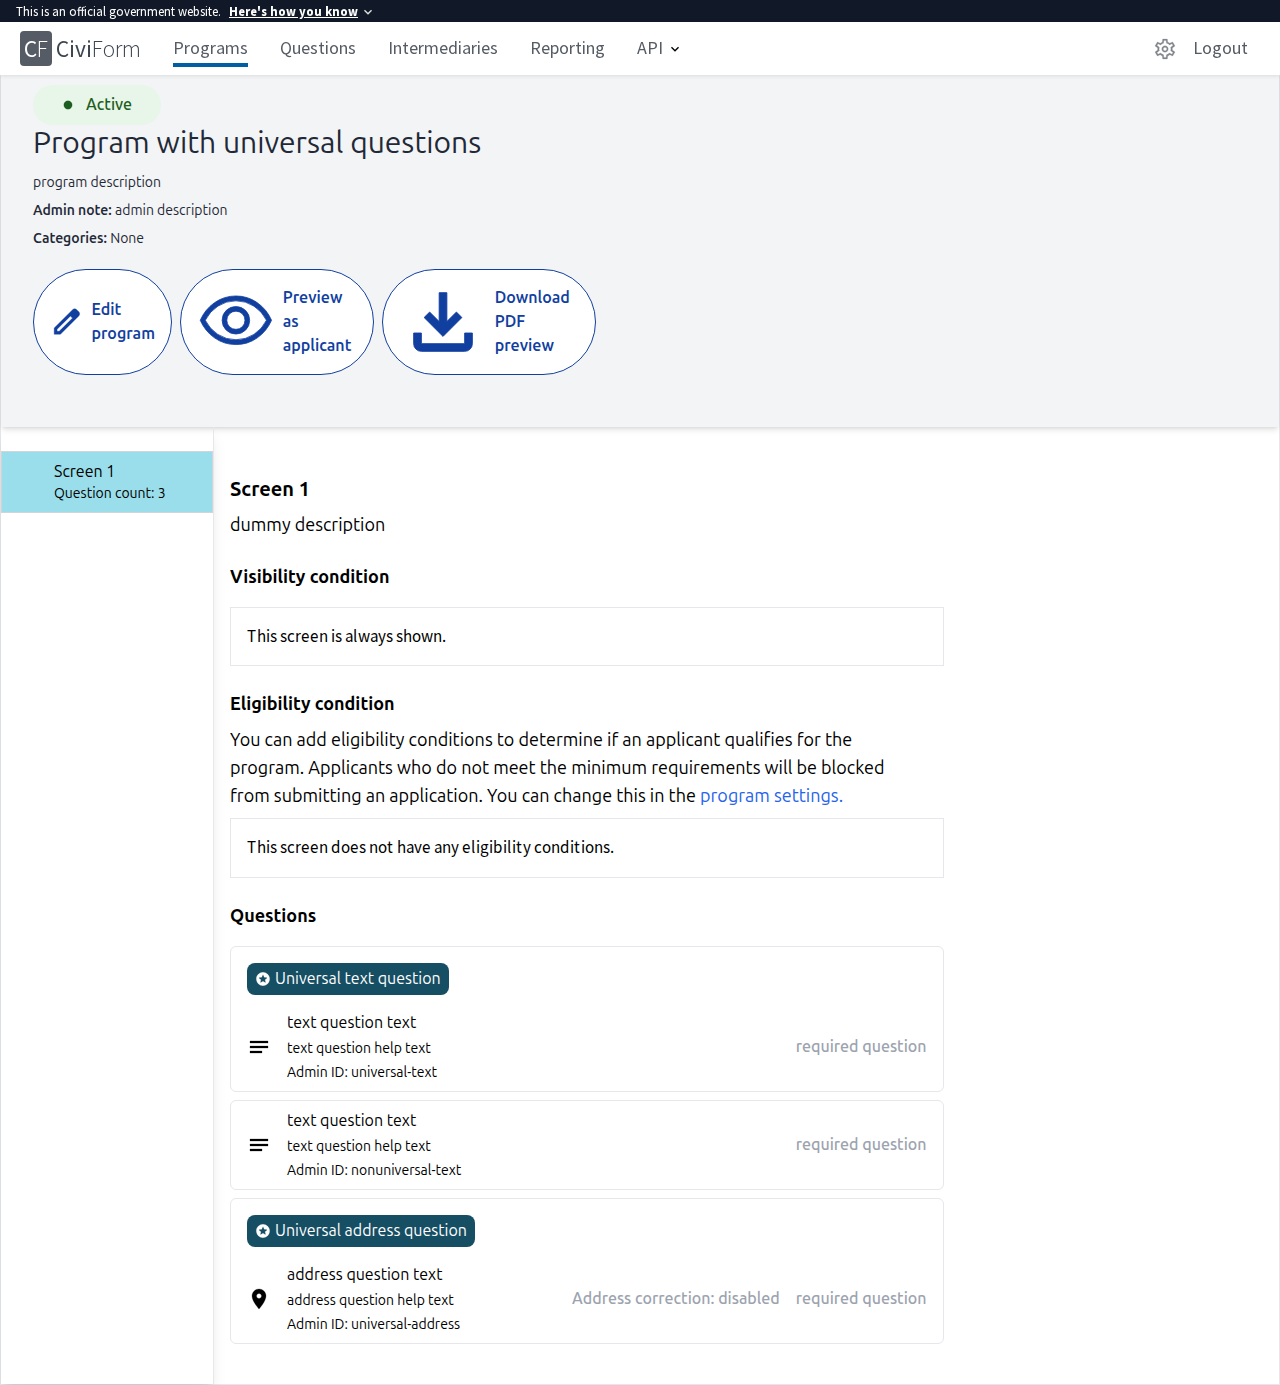 This is an official government website. Here's how you know
CF CiviForm Programs Questions Intermediaries Reporting API Logout
Active
Program with universal questions
program description
Admin note: admin description
Categories: None
Edit program
Preview as applicant
Download PDF preview
Screen 1
Question count: 3
Screen 1
dummy description
Visibility condition
This screen is always shown.
Eligibility condition
You can add eligibility conditions to determine if an applicant qualifies for the
program. Applicants who do not meet the minimum requirements will be blocked
from submitting an application. You can change this in the program settings.
This screen does not have any eligibility conditions.
Questions
Universal text question
text question text
text question help text
Admin ID: universal-text
required question
text question text
text question help text
Admin ID: nonuniversal-text
required question
Universal address question
address question text
address question help text
Admin ID: universal-address
Address correction: disabled required question